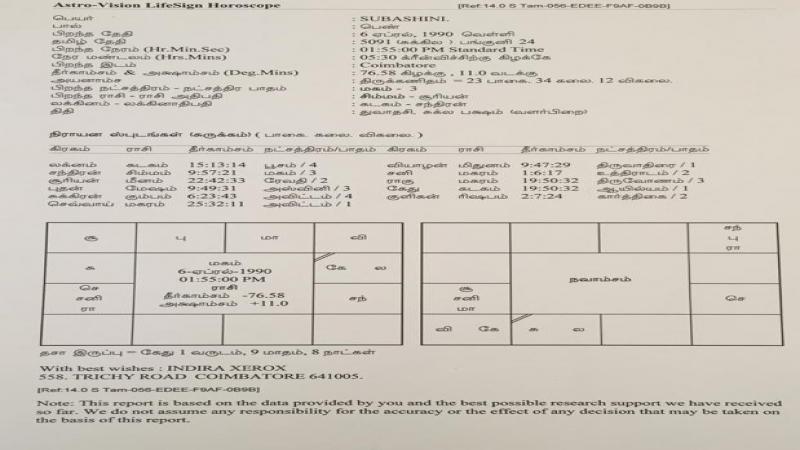 Astro-Vision LifeSign Horoscope [Ref:14.0 S Tam-056-EDEE-F9AF-0B9B]
பெயர் : SUBASHINI.
பால் : பெண்
பிறந்த தேதி : 6 ஏப்ரல், 1990 வெள்ளி
தமிழ் தேதி : 5091 (சுக்கில ) பங்குனி 24
பிறந்த நேரம் (Hr.Min.Sec) : 01:55:00 PM Standard Time
நேர மண்டலம் (Hrs.Mins) : 05:30 க்ரீன்விச்சிற்கு கிழக்கே
பிறந்த இடம் : Coimbatore
தீர்காம்சம் & அக்ஷாம்சம் (Deg.Mins) : 76.58 கிழக்கு , 11.0 வடக்கு
அயனாம்ச : திருக்கணிதம் – 23 பாகை. 34 கலை. 12 விகலை.
பிறந்த நட்சத்திரம் - நட்சத்திர பாதம் : மகம் - 3
பிறந்த ராசி - ராசி அதிபதி : சிம்மம் - சூரியன்
லக்கினம் - லக்கினாதிபதி : கடகம் - சந்திரன்
திதி : துவாதசி, சுக்ல பக்ஷம் (வளர்பிறை)
நிராயன ஸ்புடங்கள் (சுருக்கம்) ( பாகை. கலை. விகலை. )
கிரகம் ராசி தீர்காம்சம் நட்சத்திரம்/பாதம் கிரகம் ராசி தீர்காம்சம் நட்சத்திரம்/பாதம்
லக்னம் கடகம் 15:13:14 பூசம் / 4 வியாழன் மிதுனம் 9:47:29 திருவாதிரை / 1
சந்திரன் சிம்மம் 9:57:21 மகம் / 3 சனி மகரம் 1:6:17 உத்திராடம் / 2
சூரியன் மீனம் 22:42:33 ரேவதி / 2 ராகு மகரம் 19:50:32 திருவோணம் / 3
புதன் மேஷம் 9:49:31 அஸ்வினி / 3 கேது கடகம் 19:50:32 ஆயில்யம் / 1
சுக்கிரன் கும்பம் 6:23:43 அவிட்டம் / 4 குளிகன் ரிஷபம் 2:7:24 கார்த்திகை / 2
செவ்வாய் மகரம் 25:32:11 அவிட்டம் / 1
சூ பு மா வி
சு கே ல
செ சனி ரா
சந்
மகம்
6-ஏப்ரல்-1990
01:55:00 PM
ராசி
தீர்காம்சம் -76.58
அக்ஷாம்சம் +11.0
சந் பு ரா
நவாம்சம்
சூ சனி மா
செ
வி கே சு ல
தசா இருப்பு – கேது 1 வருடம், 9 மாதம், 8 நாட்கள்
With best wishes : INDIRA XEROX
558. TRICHY ROAD COIMBATORE 641005.
[Ref:14.0 S Tam-056-EDEE-F9AF-0B9B]
Note: This report is based on the data provided by you and the best possible research support we have received
so far. We do not assume any responsibility for the accuracy or the effect of any decision that may be taken on
the basis of this report.